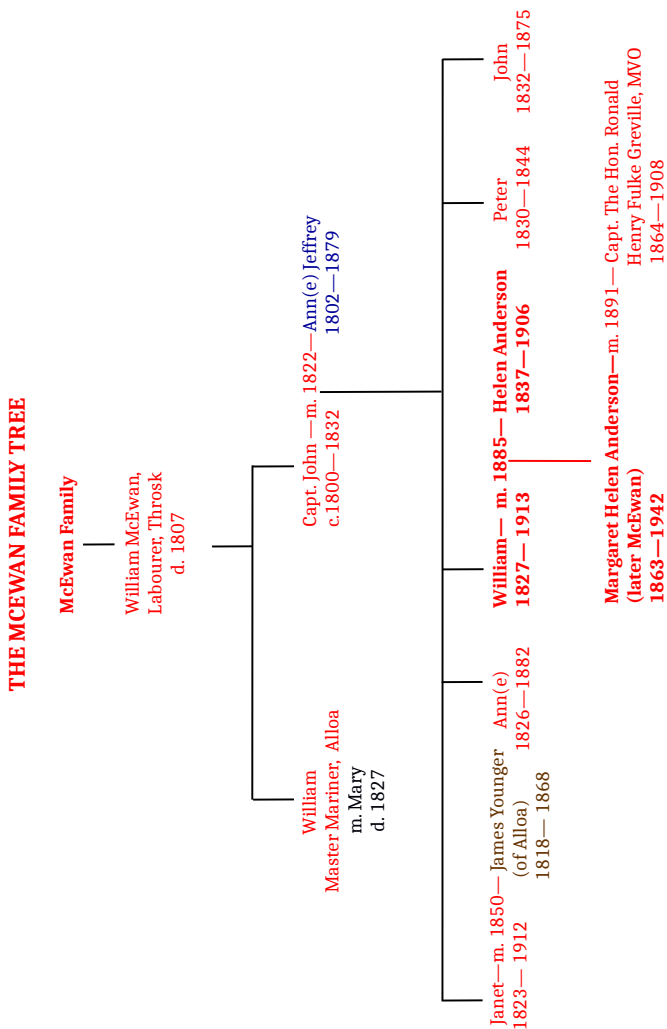 THE MCEWAN FAMILY TREE
McEwan Family
William McEwan,
Labourer, Throsk
d. 1807
William
Master Mariner, Alloa
m. Mary
d. 1827
Capt. John —m. 1822—Ann(e) Jeffrey
c.1800—1832
1802—1879
Janet—m. 1850—James Younger
1823— 1912
(of Alloa)
1818— 1868
Ann(e)
1826—1882
William— m. 1885— Helen Anderson
1827— 1913
1837—1906
Peter
1830—1844
John
1832—1875
Margaret Helen Anderson—m. 1891—Capt. The Hon. Ronald
(later McEwan)
Henry Fulke Greville, MVO
1863—1942
1864—1908